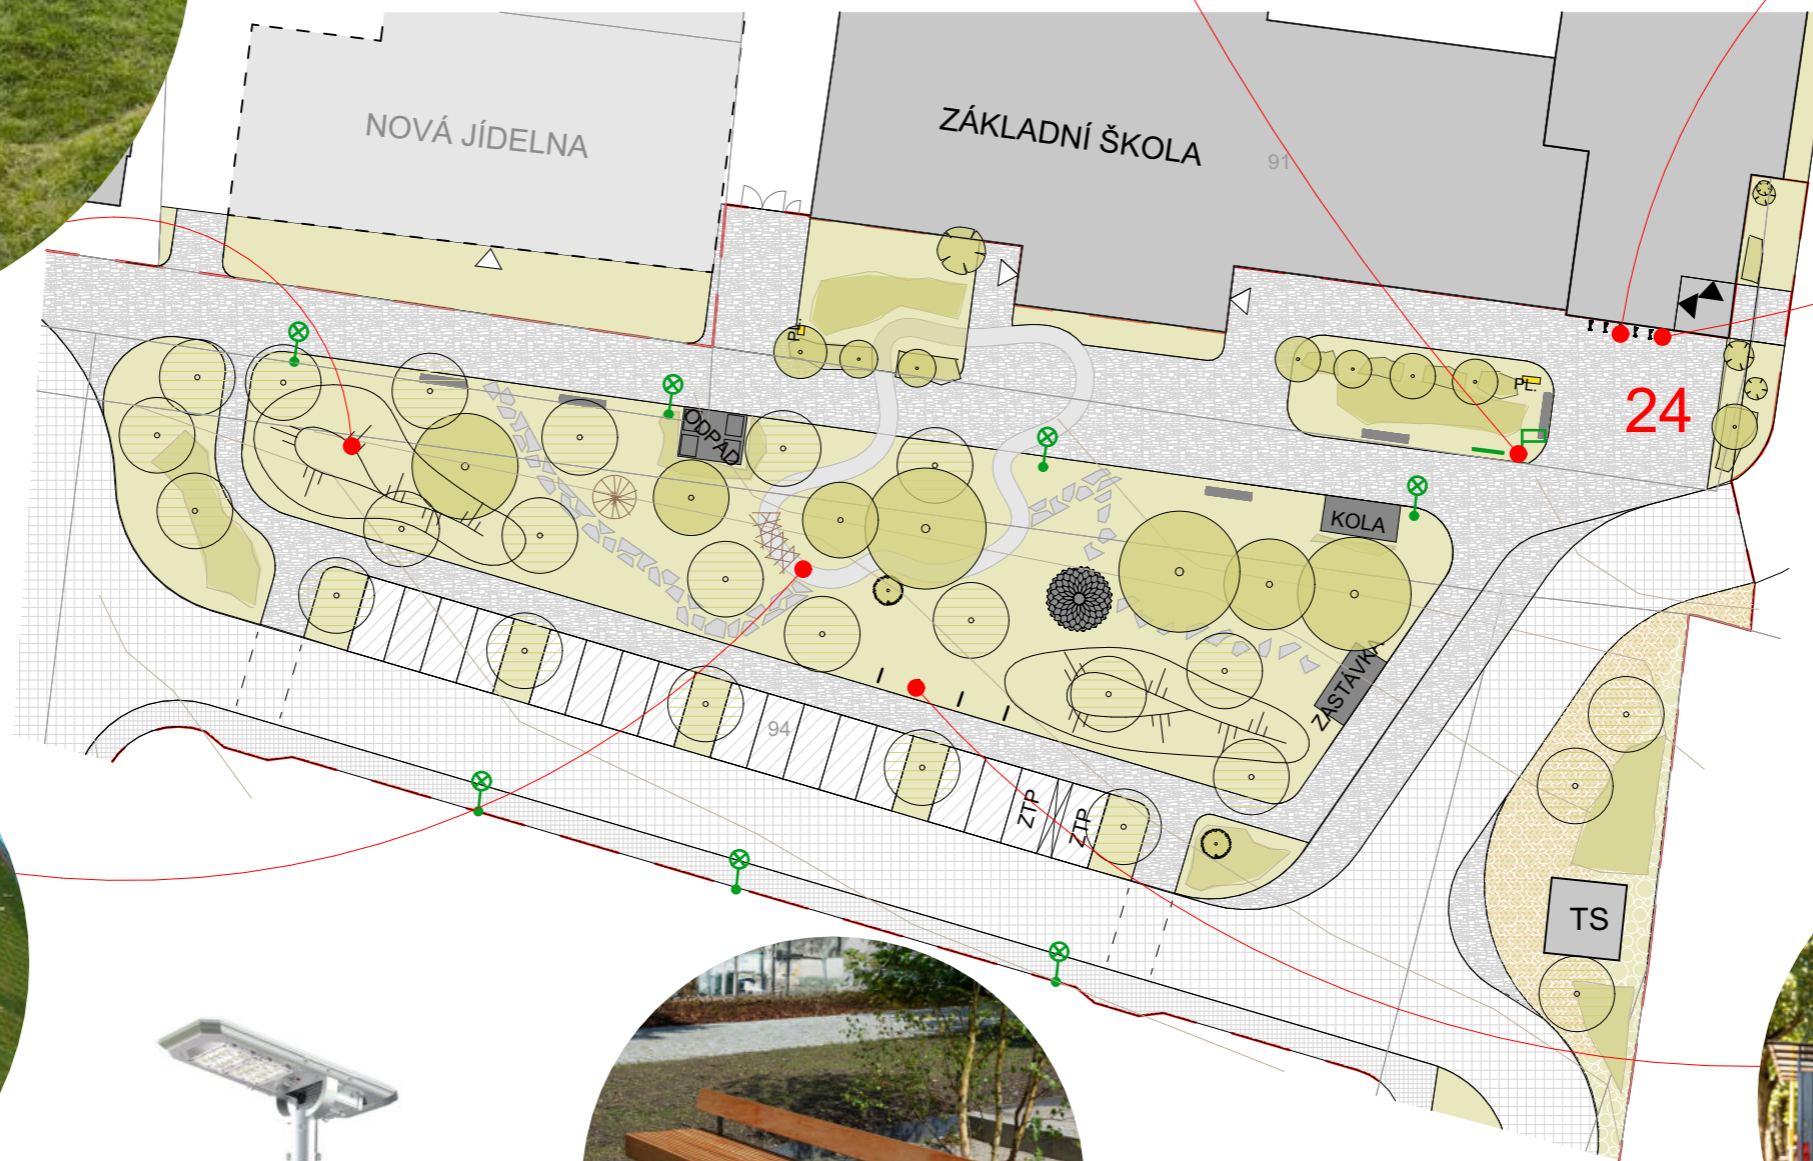 NOVÁ JÍDELNA
ZÁKLADNÍ ŠKOLA
91
PL.
PL.
24
ODPAD
KOLA
ZASTÁVKA
94
ZTP
ZTP
TS